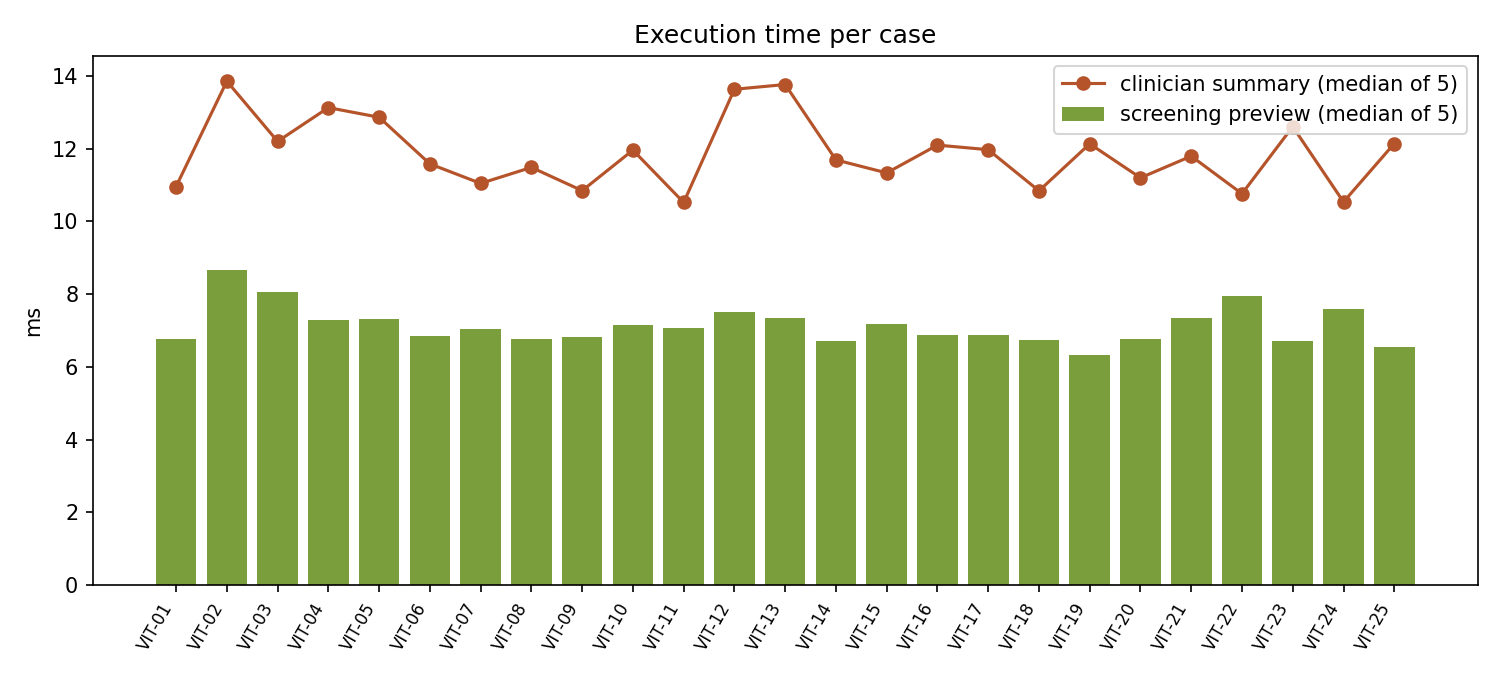 Execution time per case
clinician summary (median of 5)
screening preview (median of 5)
ms
14
12
10
8
6
4
2
0
VIT-01
VIT-02
VIT-03
VIT-04
VIT-05
VIT-06
VIT-07
VIT-08
VIT-09
VIT-10
VIT-11
VIT-12
VIT-13
VIT-14
VIT-15
VIT-16
VIT-17
VIT-18
VIT-19
VIT-20
VIT-21
VIT-22
VIT-23
VIT-24
VIT-25